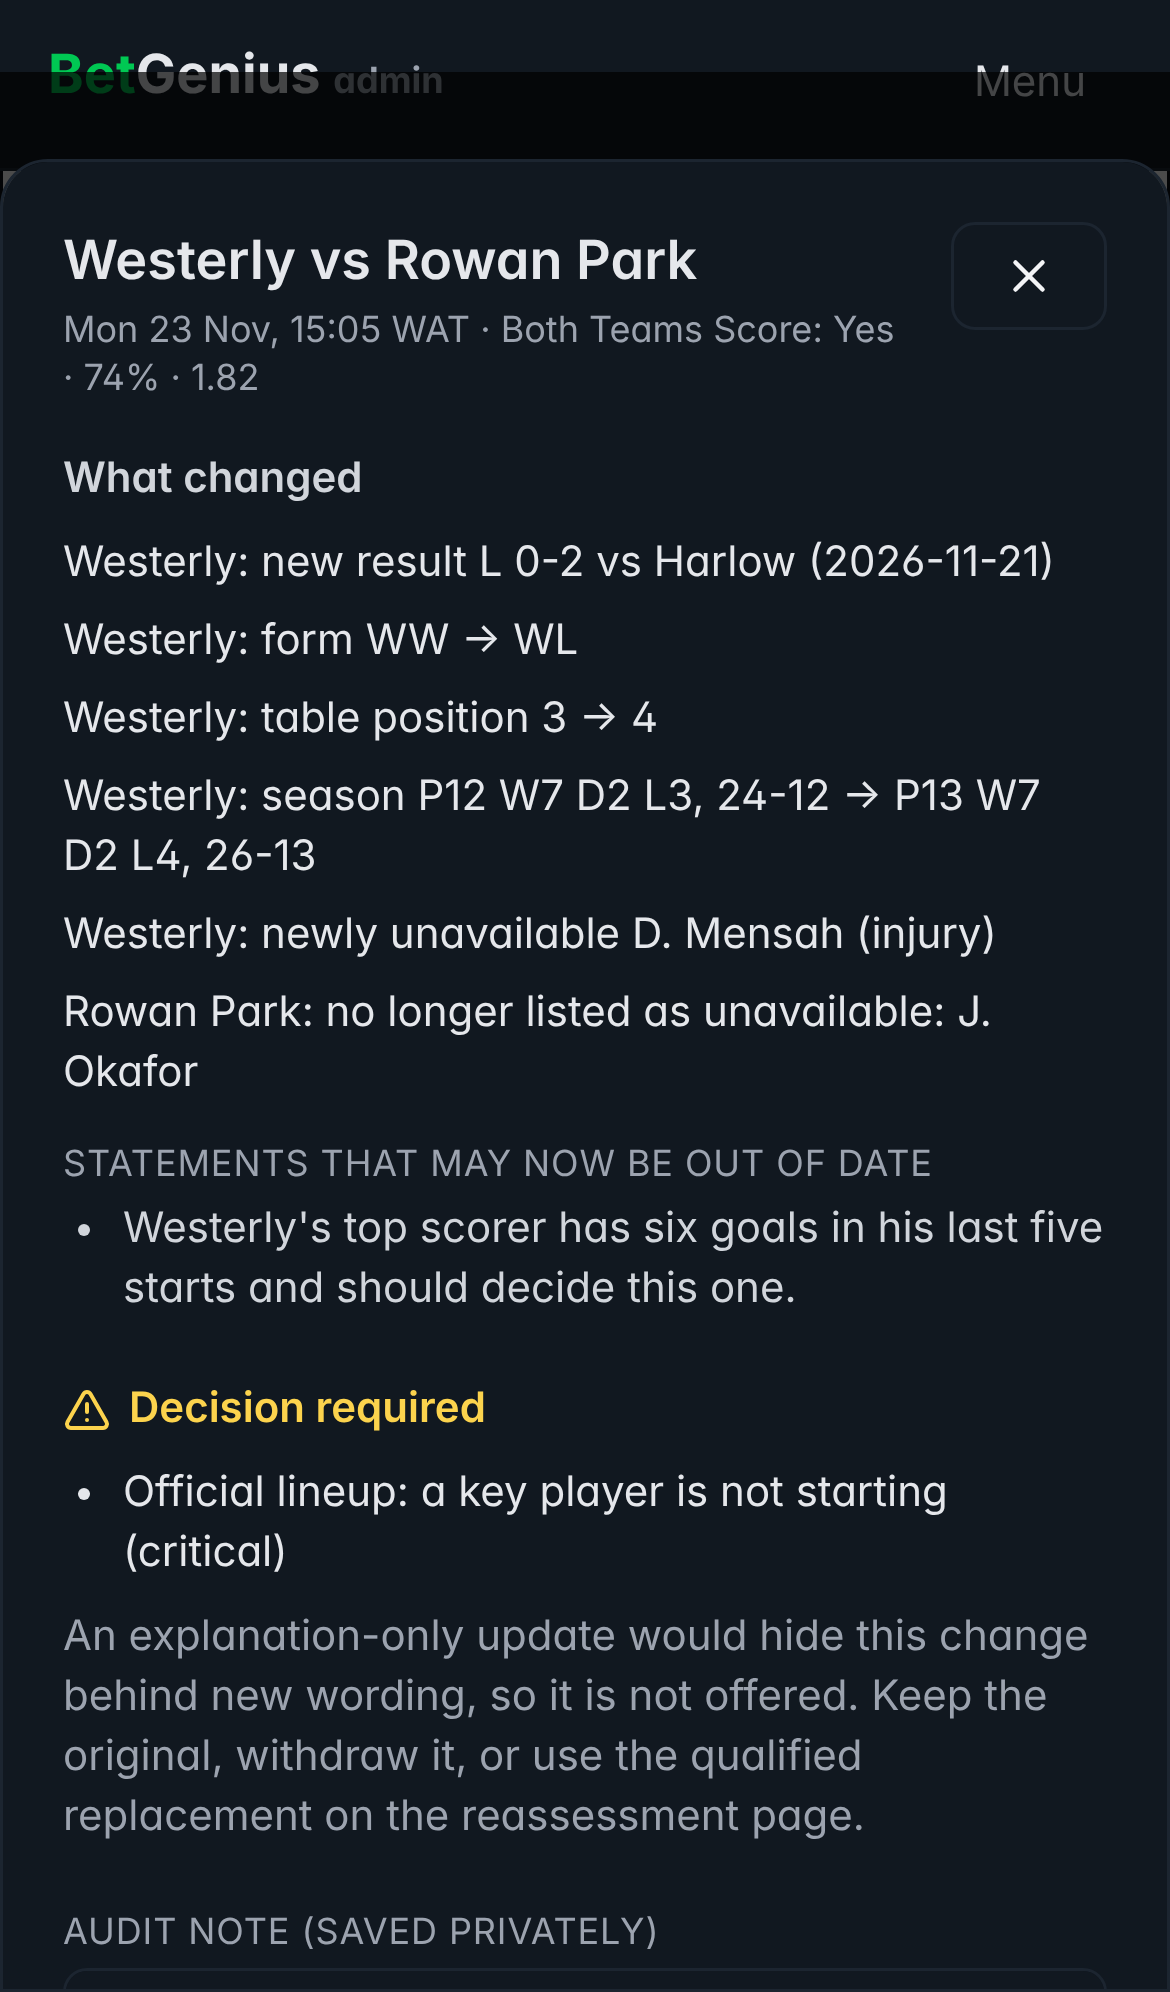 BetGenius admin
Menu
Westerly vs Rowan Park
Mon 23 Nov, 15:05 WAT · Both Teams Score: Yes
· 74% · 1.82
What changed
Westerly: new result L 0-2 vs Harlow (2026-11-21)
Westerly: form WW → WL
Westerly: table position 3 → 4
Westerly: season P12 W7 D2 L3, 24-12 → P13 W7
D2 L4, 26-13
Westerly: newly unavailable D. Mensah (injury)
Rowan Park: no longer listed as unavailable: J.
Okafor
STATEMENTS THAT MAY NOW BE OUT OF DATE
• Westerly's top scorer has six goals in his last five
starts and should decide this one.
Decision required
• Official lineup: a key player is not starting
(critical)
An explanation-only update would hide this change
behind new wording, so it is not offered. Keep the
original, withdraw it, or use the qualified
replacement on the reassessment page.
AUDIT NOTE (SAVED PRIVATELY)